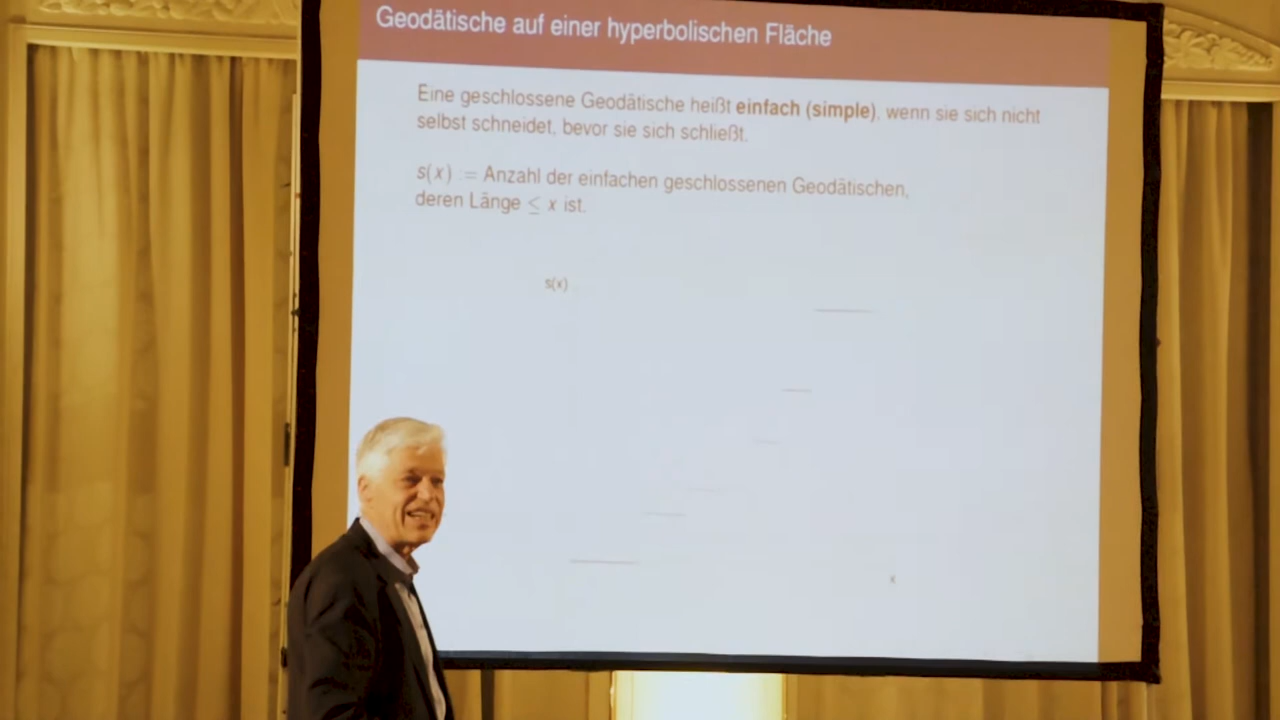 Geodätische auf einer hyperbolischen Fläche
Eine geschlossene Geodätische heißt einfach (simple), wenn sie sich nicht
selbst schneidet, bevor sie sich schließt.
s(x) := Anzahl der einfachen geschlossenen Geodätischen,
deren Länge ≤ x ist.
s(x)
x